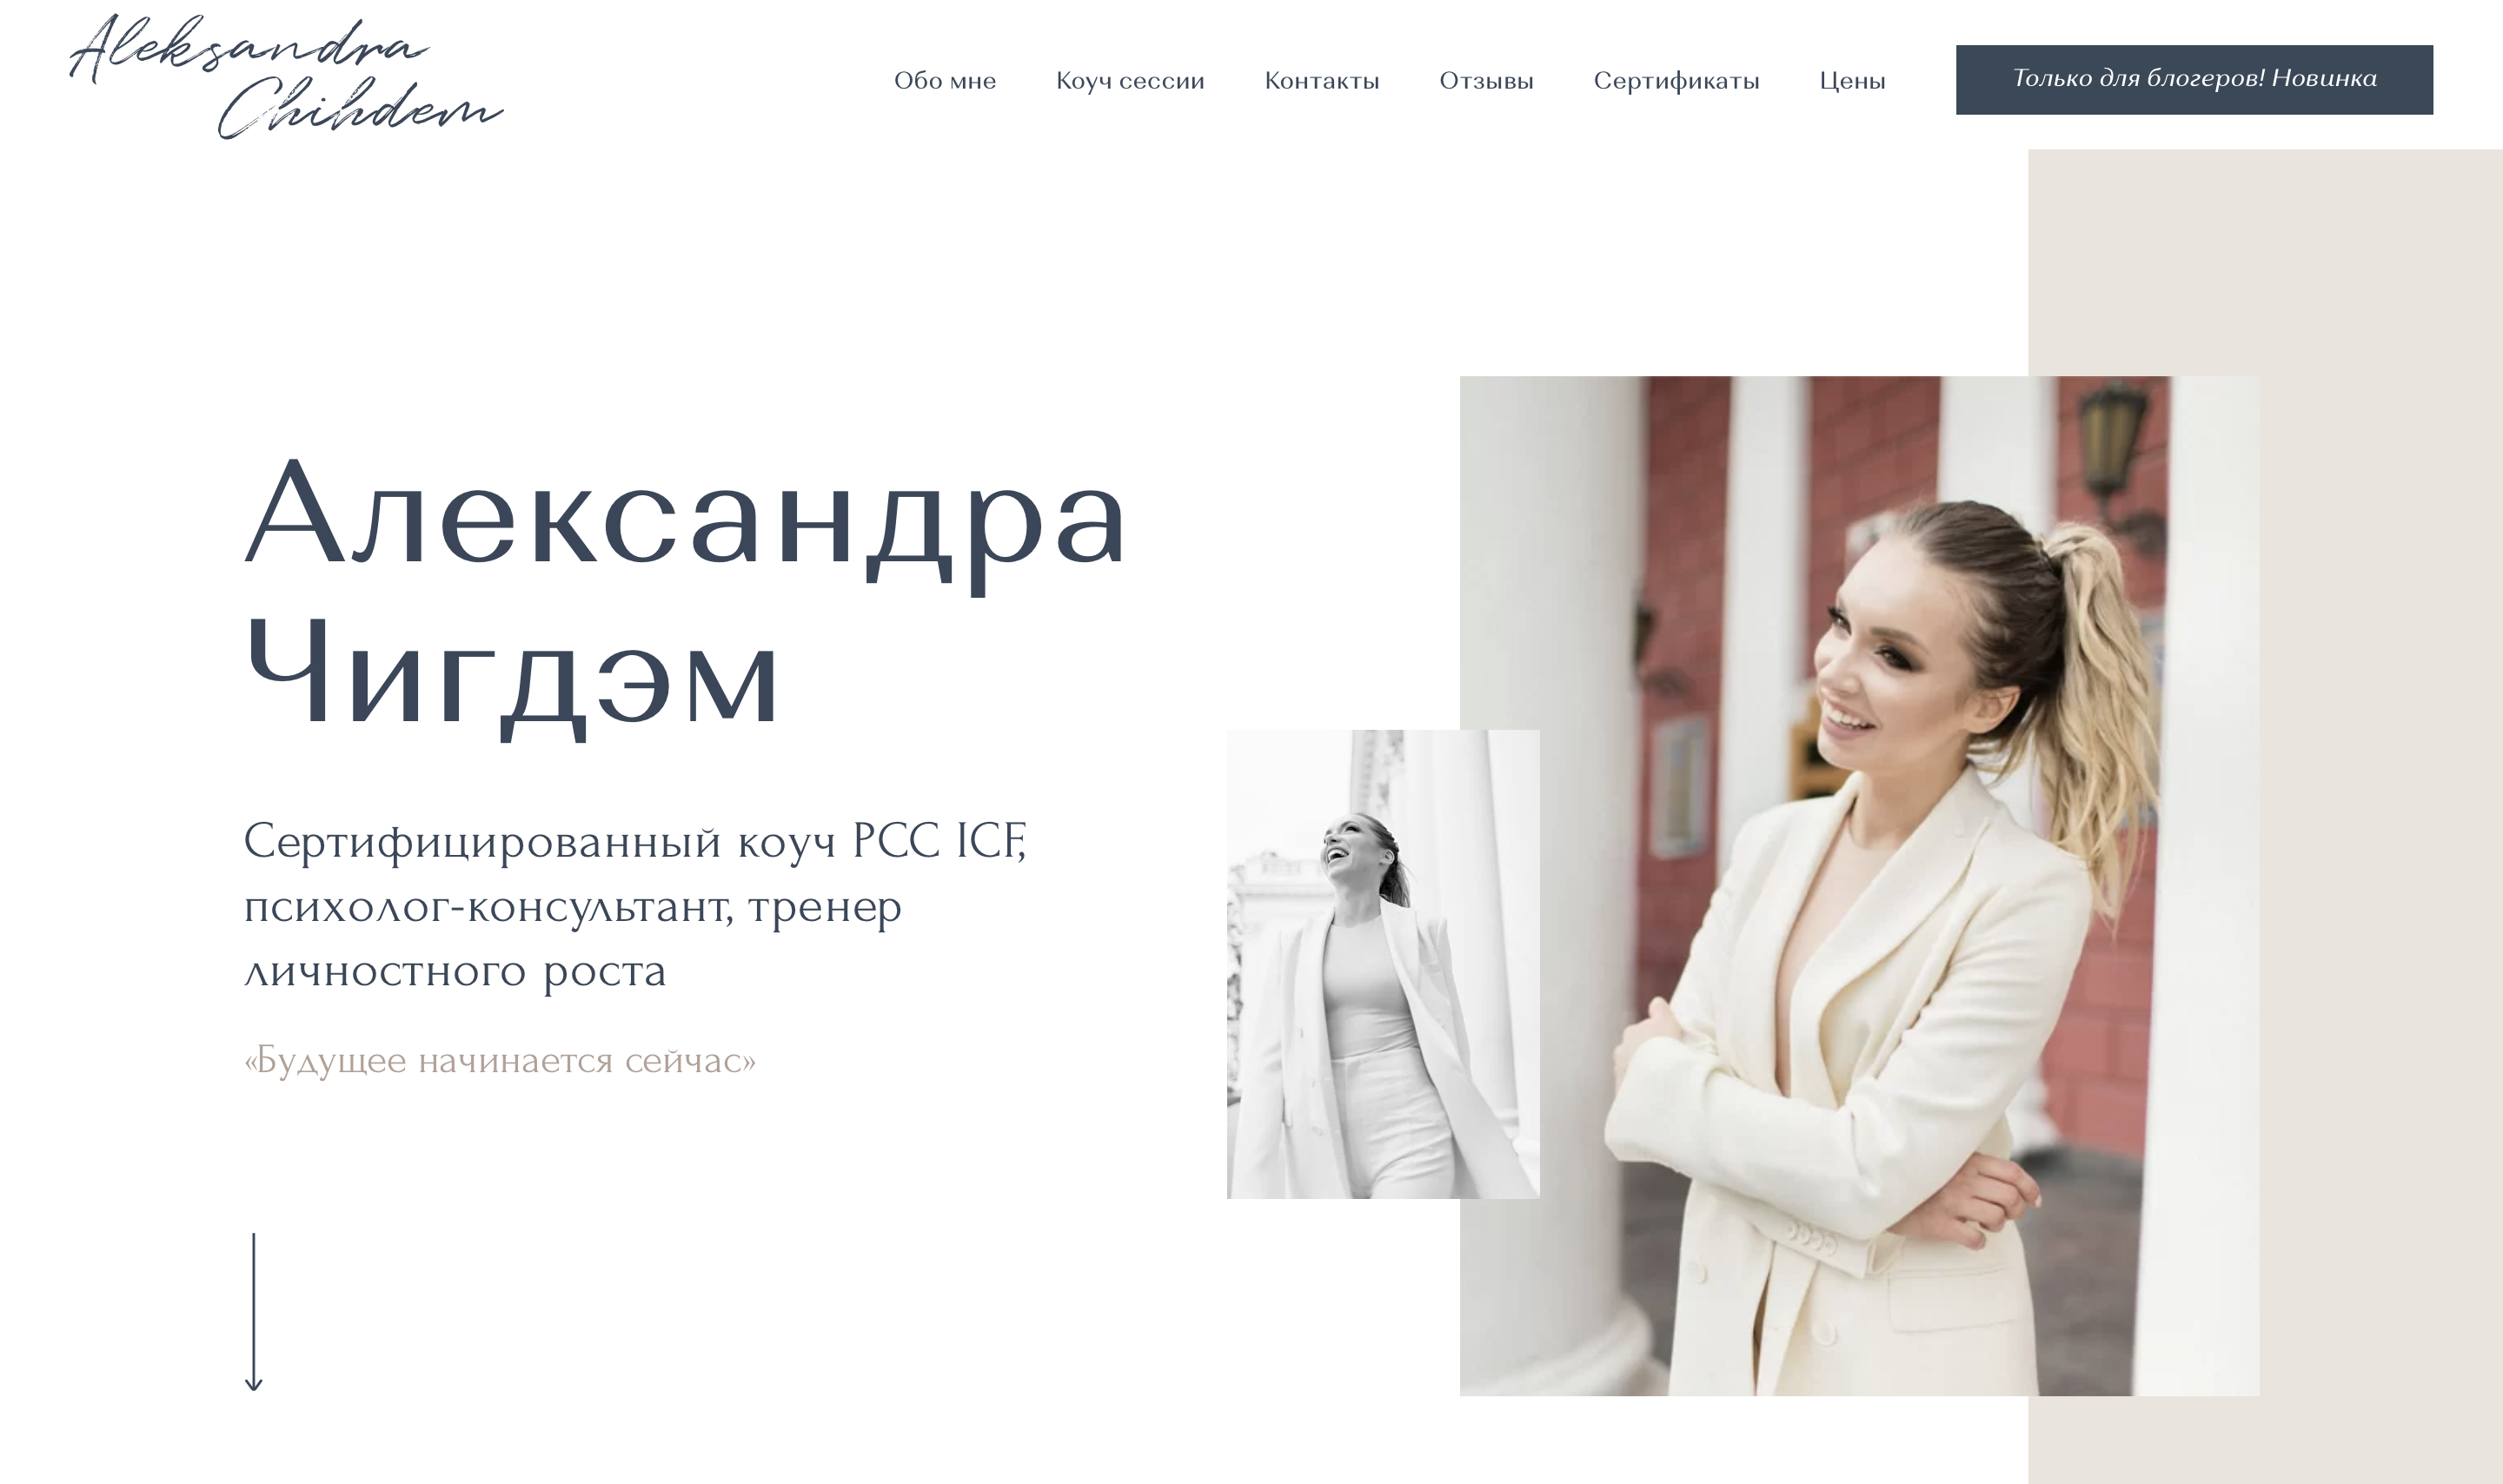 Aleksandra
Chihdem
Обо мне Коуч сессии Контакты Отзывы Сертификаты Цены Только для блогеров! Новинка
Александра
Чигдэм
Сертифицированный коуч PCC ICF,
психолог-консультант, тренер
личностного роста
«Будущее начинается сейчас»